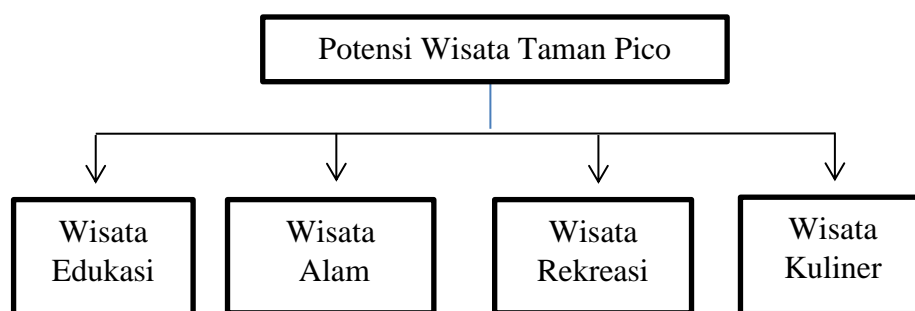 Potensi Wisata Taman Pico
Wisata
Edukasi
Wisata
Alam
Wisata
Rekreasi
Wisata
Kuliner